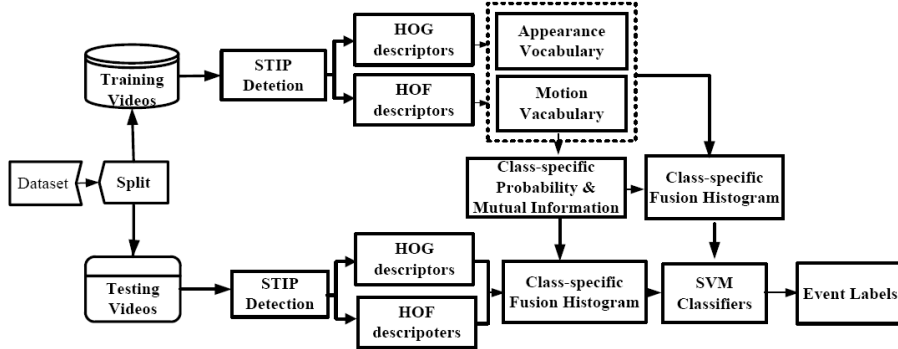 HOG
descriptors
Appearance
Vocabulary
STIP
Detetion
Training
Videos
HOF
descriptors
Motion
Vacabulary
Dataset
Split
Class-specific
Probability &
Mutual Information
Class-specific
Fusion Histogram
HOG
descriptors
Testing
Videos
STIP
Detection
Class-specific
Fusion Histogram
SVM
Classifiers
Event Labels
HOF
descripoters